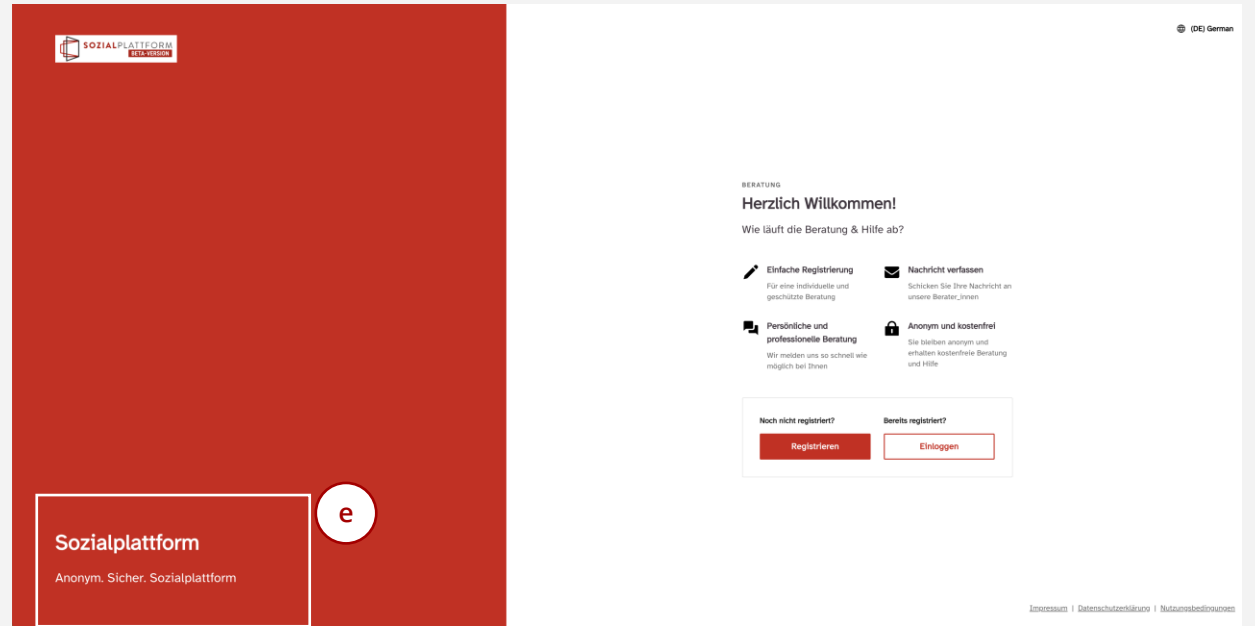 SOZIALPLATTFORM
BETA-VERSION
(DE) German
BERATUNG
Herzlich Willkommen!
Wie läuft die Beratung & Hilfe ab?
Einfache Registrierung
Für eine individuelle und
geschützte Beratung
Nachricht verfassen
Schicken Sie Ihre Nachricht an
unsere Berater_innen
Persönliche und
professionelle Beratung
Wir melden uns so schnell wie
möglich bei Ihnen
Anonym und kostenfrei
Sie bleiben anonym und
erhalten kostenfreie Beratung
und Hilfe
Noch nicht registriert?
Registrieren
Bereits registriert?
Einloggen
e
Sozialplattform
Anonym. Sicher. Sozialplattform
Impressum | Datenschutzerklärung | Nutzungsbedingungen